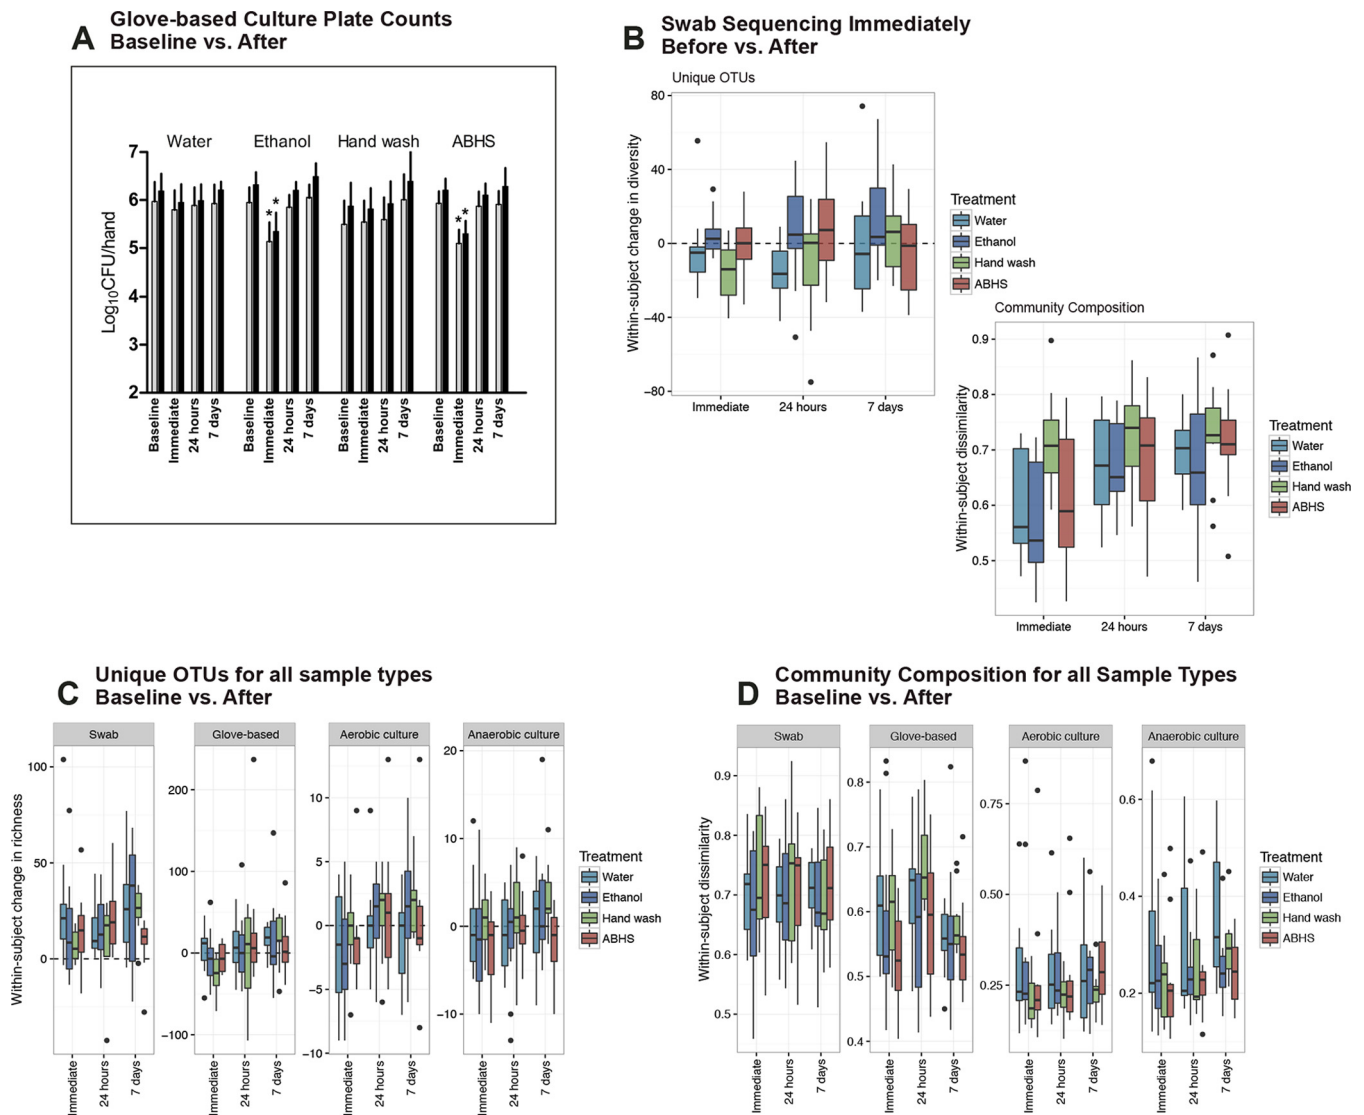 A
Glove-based Culture Plate Counts
Baseline vs. After
Water
Ethanol
Hand wash
ABHS
Log10CFU/hand
7
6
5
4
3
2
* * * *
Baseline
Immediate
24 hours
7 days
Baseline
Immediate
24 hours
7 days
Baseline
Immediate
24 hours
7 days
Baseline
Immediate
24 hours
7 days
B
Swab Sequencing Immediately
Before vs. After
Unique OTUs
Within-subject change in diversity
80
40
0
−40
−80
Immediate
24 hours
7 days
Treatment
Water
Ethanol
Hand wash
ABHS
Community Composition
Within-subject dissimilarity
0.9
0.8
0.7
0.6
0.5
Immediate
24 hours
7 days
Treatment
Water
Ethanol
Hand wash
ABHS
C
Unique OTUs for all sample types
Baseline vs. After
Within-subject change in richness
Swab
100
50
0
Immediate
24 hours
7 days
Glove-based
200
100
0
−100
Immediate
24 hours
7 days
Aerobic culture
10
5
0
−5
−10
Immediate
24 hours
7 days
Anaerobic culture
20
10
0
−10
Immediate
24 hours
7 days
Treatment
Water
Ethanol
Hand wash
ABHS
D
Community Composition for all Sample Types
Baseline vs. After
Within-subject dissimilarity
Swab
0.9
0.8
0.7
0.6
0.5
Immediate
24 hours
7 days
Glove-based
0.8
0.7
0.6
0.5
0.4
Immediate
24 hours
7 days
Aerobic culture
0.75
0.50
0.25
Immediate
24 hours
7 days
Anaerobic culture
0.6
0.4
0.2
Immediate
24 hours
7 days
Treatment
Water
Ethanol
Hand wash
ABHS